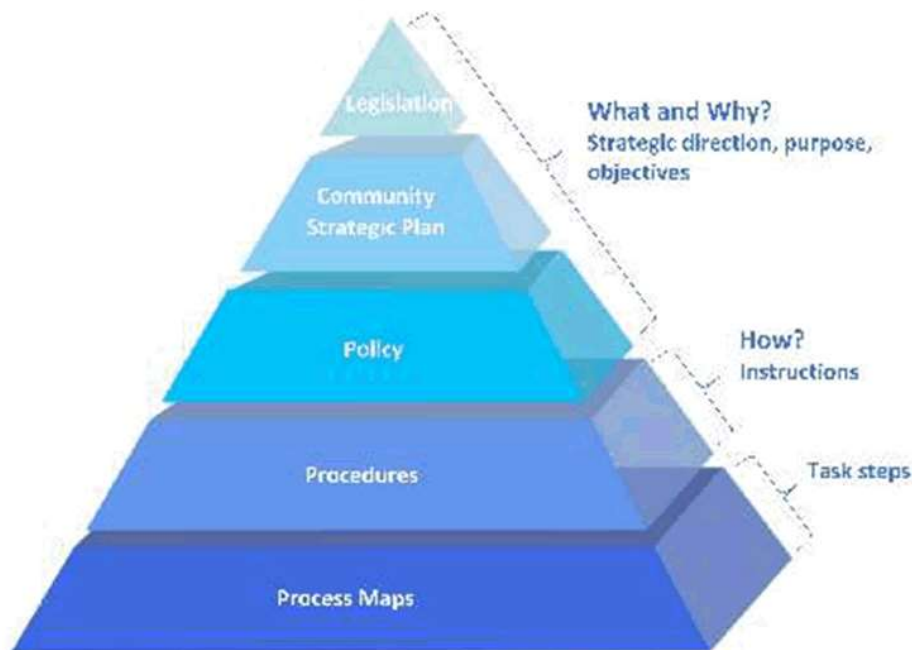 Legislation
What and Why?
Strategic direction, purpose,
objectives
Community
Strategic Plan
Policy
How?
Instructions
Procedures
Task steps
Process Maps